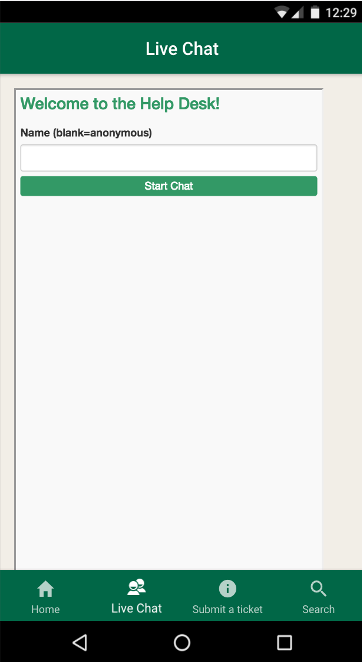 12:29
Live Chat
Welcome to the Help Desk!
Name (blank=anonymous)
Start Chat
Home
Live Chat
Submit a ticket
Search